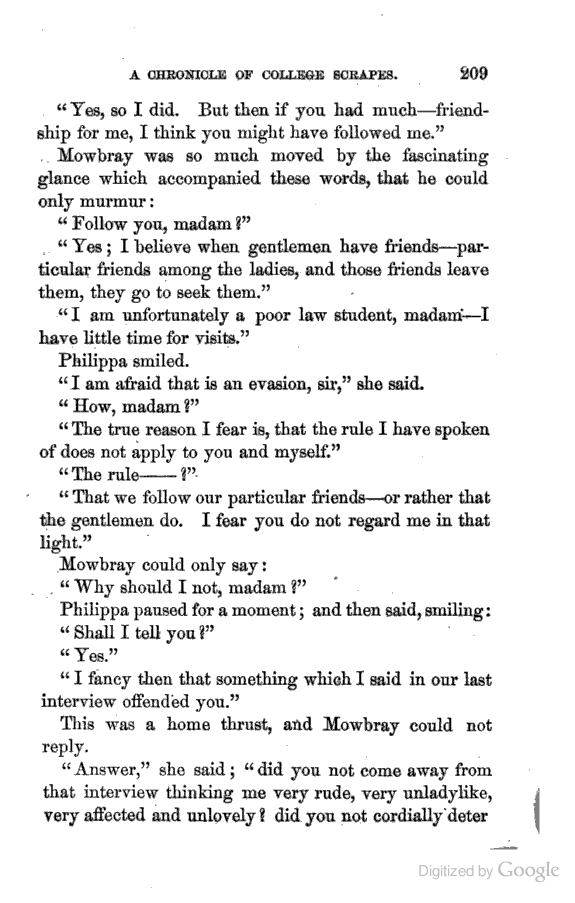 A CHRONICLE OF COLLEGE SCRAPES. 209
“Yes, so I did. But then if you had much—friend-
ship for me, I think you might have followed me.”
Mowbray was so much moved by the fascinating
glance which accompanied these words, that he could
only murmur:
“Follow you, madam?”
“Yes; I believe when gentlemen have friends—par-
ticular friends among the ladies, and those friends leave
them, they go to seek them.”
“I am unfortunately a poor law student, madam—I
have little time for visits.”
Philippa smiled.
“I am afraid that is an evasion, sir,” she said.
“How, madam?”
“The true reason I fear is, that the rule I have spoken
of does not apply to you and myself.”
“The rule—— ?”
“That we follow our particular friends—or rather that
the gentlemen do. I fear you do not regard me in that
light.”
Mowbray could only say:
“Why should I not, madam?”
Philippa paused for a moment; and then said, smiling:
“Shall I tell you?”
“Yes.”
“I fancy then that something which I said in our last
interview offended you.”
This was a home thrust, and Mowbray could not
reply.
“Answer,” she said; “did you not come away from
that interview thinking me very rude, very unladylike,
very affected and unlovely? did you not cordially deter
Digitized by Google